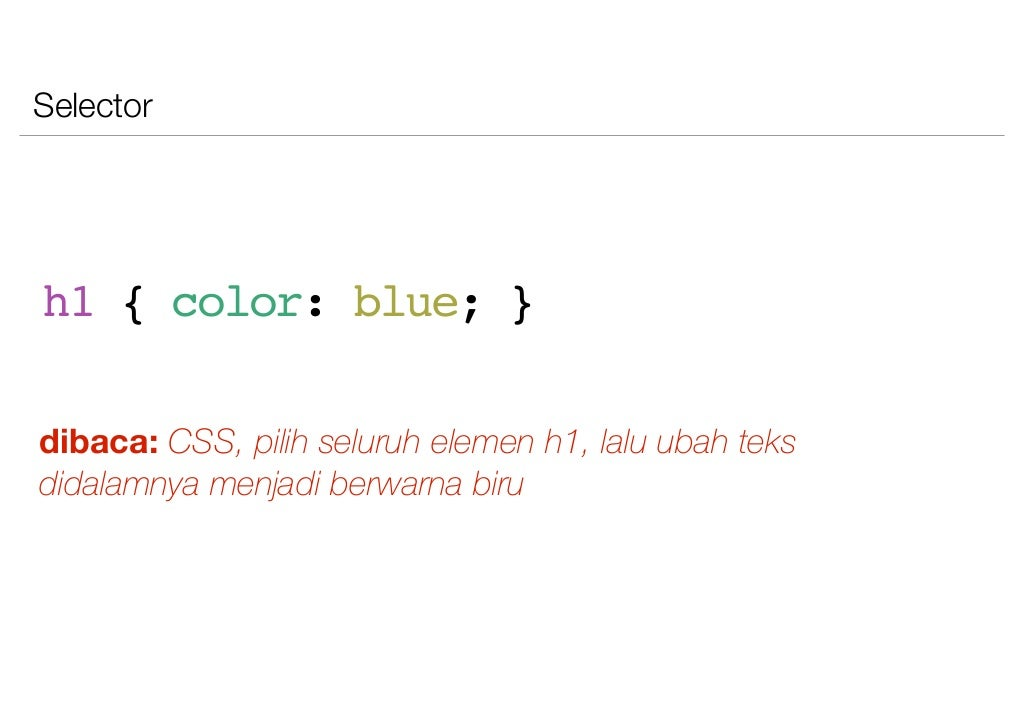 Selector
h1 { color: blue; }
dibaca: CSS, pilih seluruh elemen h1, lalu ubah teks
didalamnya menjadi berwarna biru